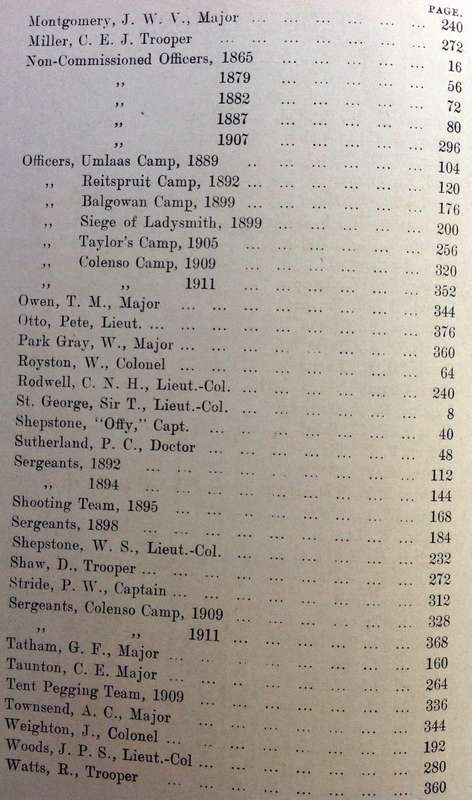 PAGE.
Montgomery, J. W. V., Major ... ... ... ... ... 240
Miller, C. E. J. Trooper ... ... ... ... ... ... 272
Non-Commissioned Officers, 1865 ... ... ... ... 16
,, 1879 ... ... ... ... 56
,, 1882 ... ... ... ... 72
,, 1887 ... ... ... ... 80
,, 1907 ... ... ... ... 296
Officers, Umlaas Camp, 1889 .. ... ... ... ... 104
,, Reitspruit Camp, 1892 ... ... ... ... ... 120
,, Balgowan Camp, 1899 ... ... ... ... ... 176
,, Siege of Ladysmith, 1899 ... ... ... ... 200
,, Taylor's Camp, 1905 ... ... ... ... ... 256
,, Colenso Camp, 1909 ... ... ... ... ... 320
,, ,, 1911 ... ... ... ... ... 352
Owen, T. M., Major ... ... ... ... ... ... 344
Otto, Pete, Lieut. ... ... ... ... ... ... ... 376
Park Gray, W., Major ... ... ... ... ... ... 360
Royston, W., Colonel ... ... ... ... ... ... 64
Rodwell, C. N. H., Lieut.-Col. ... ... ... ... ... 240
St. George, Sir T., Lieut.-Col. ... ... ... ... ... 8
Shepstone, "Offy," Capt. ... ... ... ... ... ... 40
Sutherland, P. C., Doctor ... ... ... ... ... ... 48
Sergeants, 1892 ... ... ... ... ... ... ... 112
,, 1894 ... ... ... ... ... ... ... 144
Shooting Team, 1895 ... ... ... ... ... ... 168
Sergeants, 1898 ... ... ... ... ... ... ... 184
Shepstone, W. S., Lieut.-Col. ... ... ... ... ... 232
Shaw, D., Trooper ... ... ... ... ... ... ... 272
Stride, P. W., Captain ... ... ... ... ... ... 312
Sergeants, Colenso Camp, 1909 ... ... ... ... ... 328
,, ,, 1911 ... ... ... ... ... 368
Tatham, G. F., Major ... ... ... ... ... ... 160
Taunton, C. E. Major ... ... ... ... ... ... 264
Tent Pegging Team, 1909 ... ... ... ... ... 336
Townsend, A. C., Major ... ... ... ... ... ... 344
Weighton, J., Colonel ... ... ... ... ... ... 192
Woods, J. P. S., Lieut.-Col ... ... ... ... ... 280
Watts, R., Trooper ... ... ... ... ... ... 360